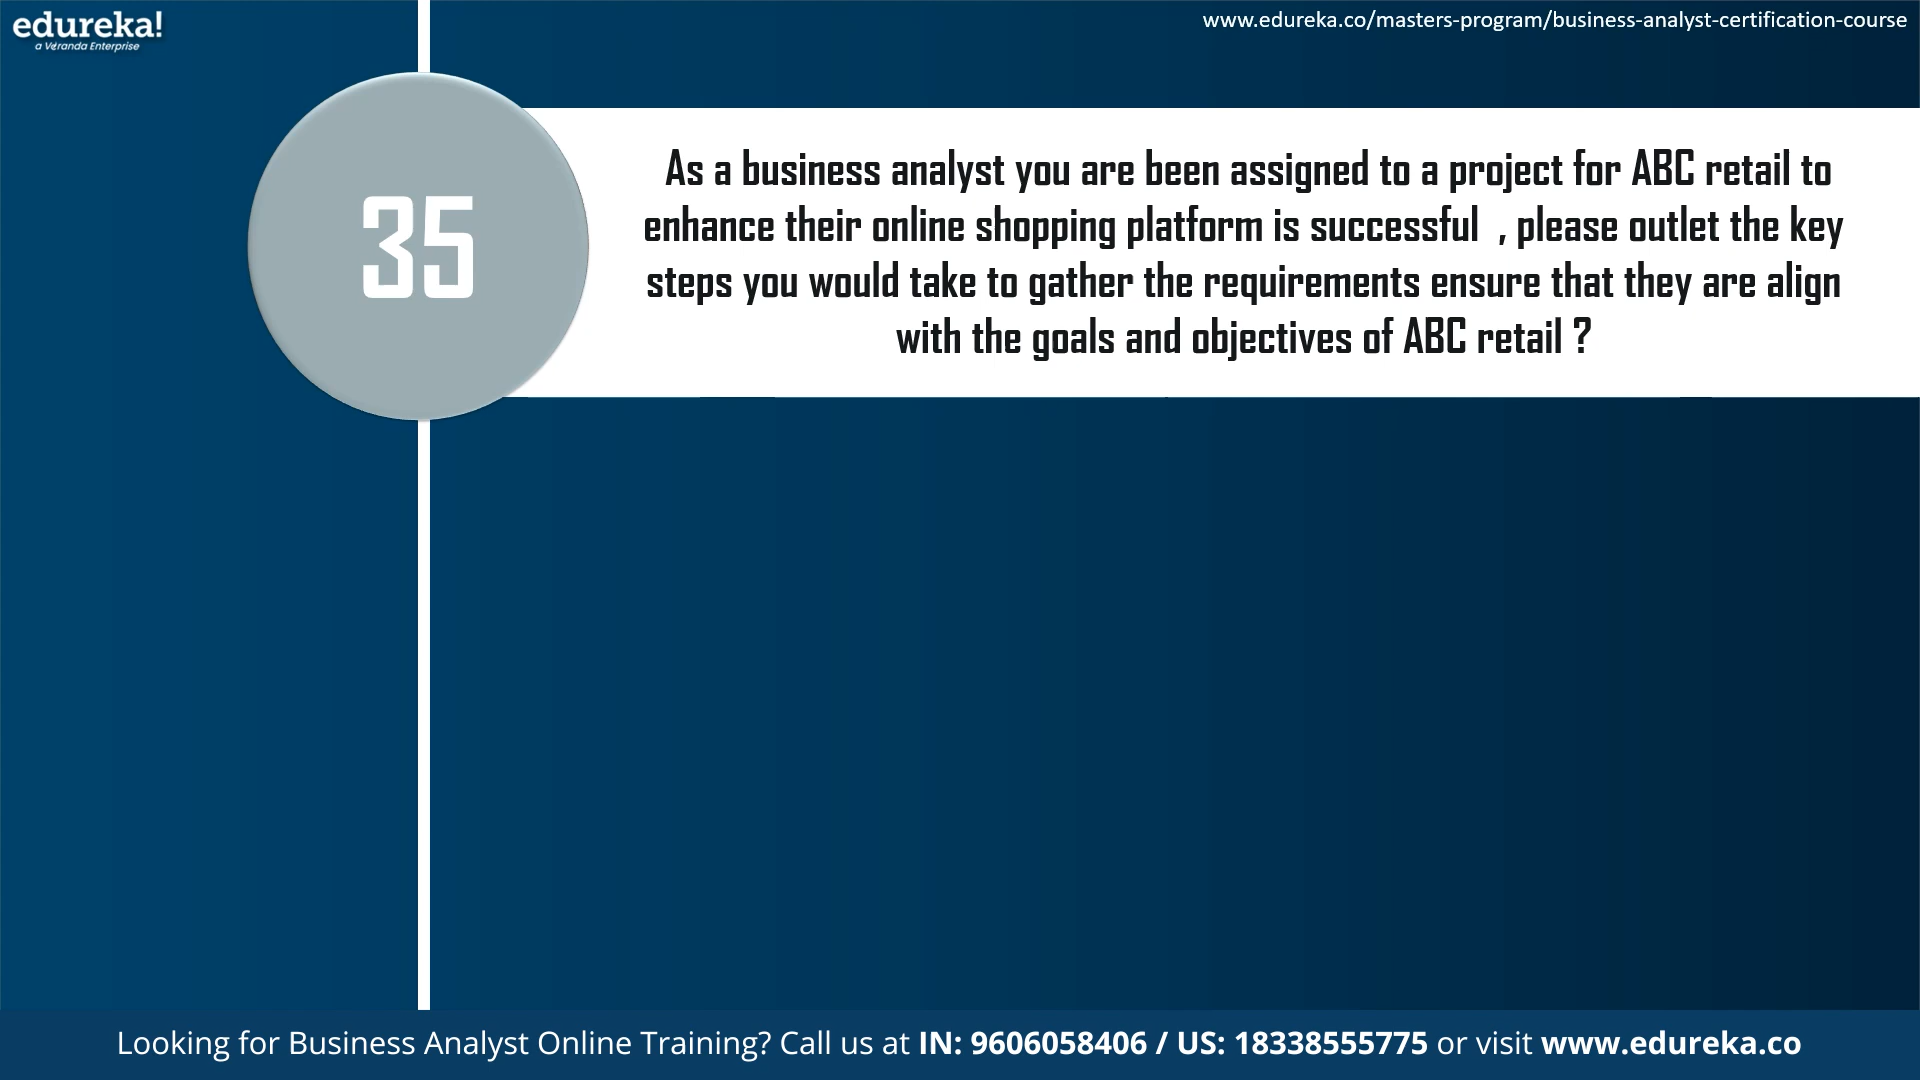 edureka!
a Veranda Enterprise
www.edureka.co/masters-program/business-analyst-certification-course
35
As a business analyst you are been assigned to a project for ABC retail to
enhance their online shopping platform is successful , please outlet the key
steps you would take to gather the requirements ensure that they are align
with the goals and objectives of ABC retail ?
Looking for Business Analyst Online Training? Call us at IN: 9606058406 / US: 18338555775 or visit www.edureka.co